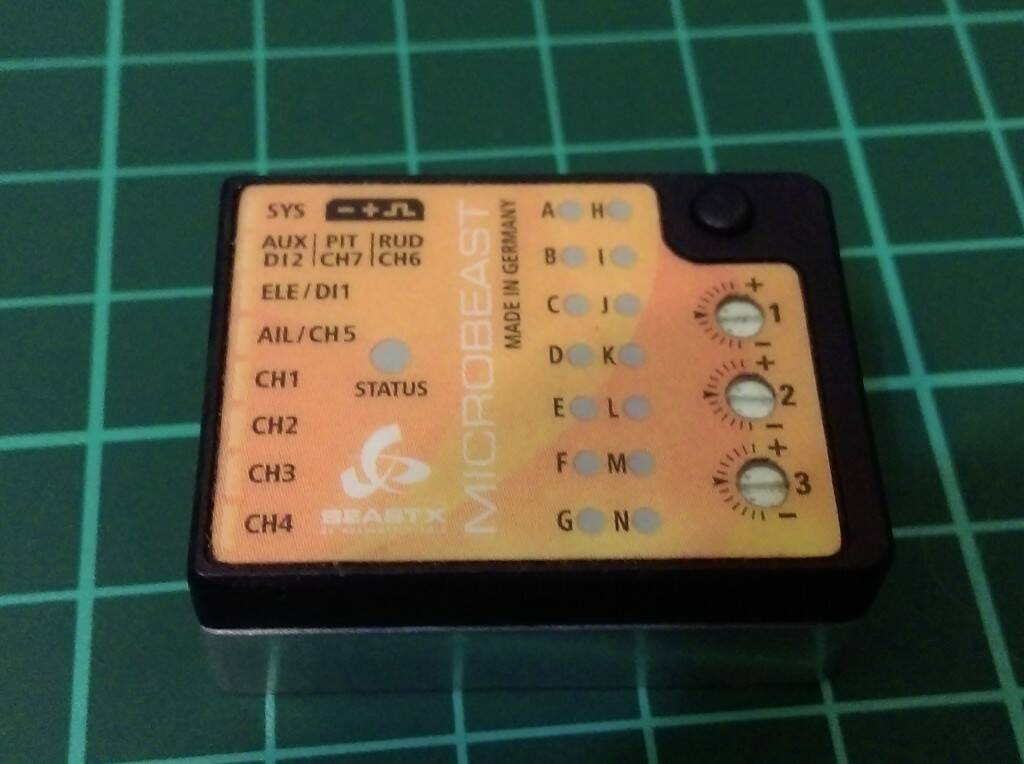 SYS
AUX | PIT | RUD
DI2 | CH7 | CH6
ELE / DI1
AIL / CH5
CH1
STATUS
CH2
CH3
CH4
BEASTX
MICROBEAST
MADE IN GERMANY
A H
B I
C J
D K
E L
F M
G N
+
1
-
+
2
-
+
3
-